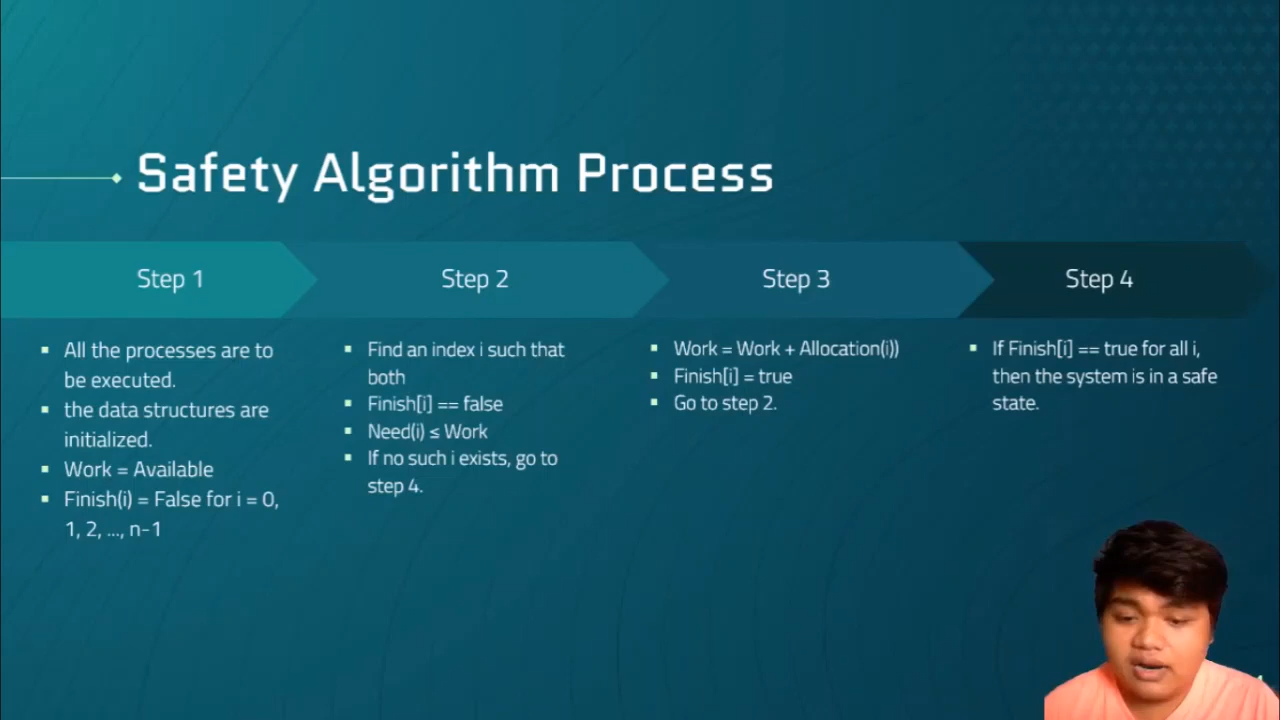 Safety Algorithm Process
Step 1
Step 2
Step 3
Step 4
All the processes are to
be executed.
the data structures are
initialized.
Work = Available
Finish(i) = False for i = 0,
1, 2, ..., n-1
Find an index i such that
both
Finish[i] == false
Need(i) ≤ Work
If no such i exists, go to
step 4.
Work = Work + Allocation(i))
Finish[i] = true
Go to step 2.
If Finish[i] == true for all i,
then the system is in a safe
state.